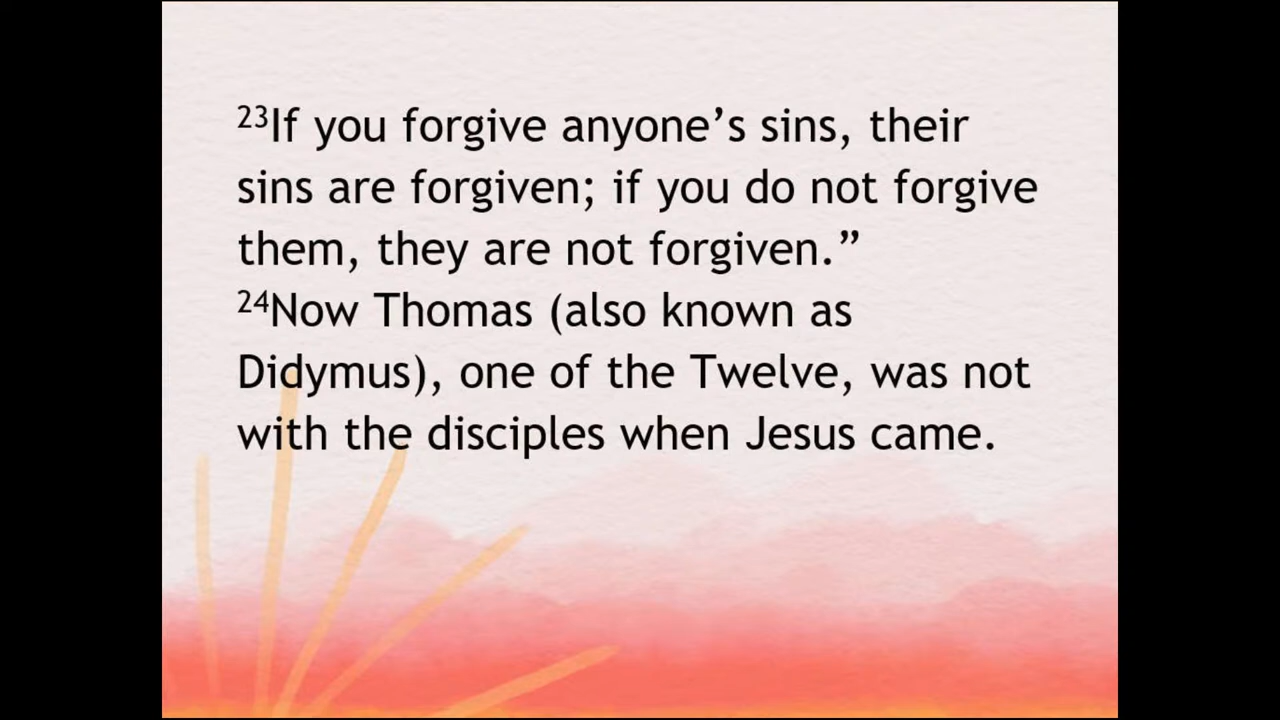 ²³If you forgive anyone’s sins, their
sins are forgiven; if you do not forgive
them, they are not forgiven.”
²⁴Now Thomas (also known as
Didymus), one of the Twelve, was not
with the disciples when Jesus came.